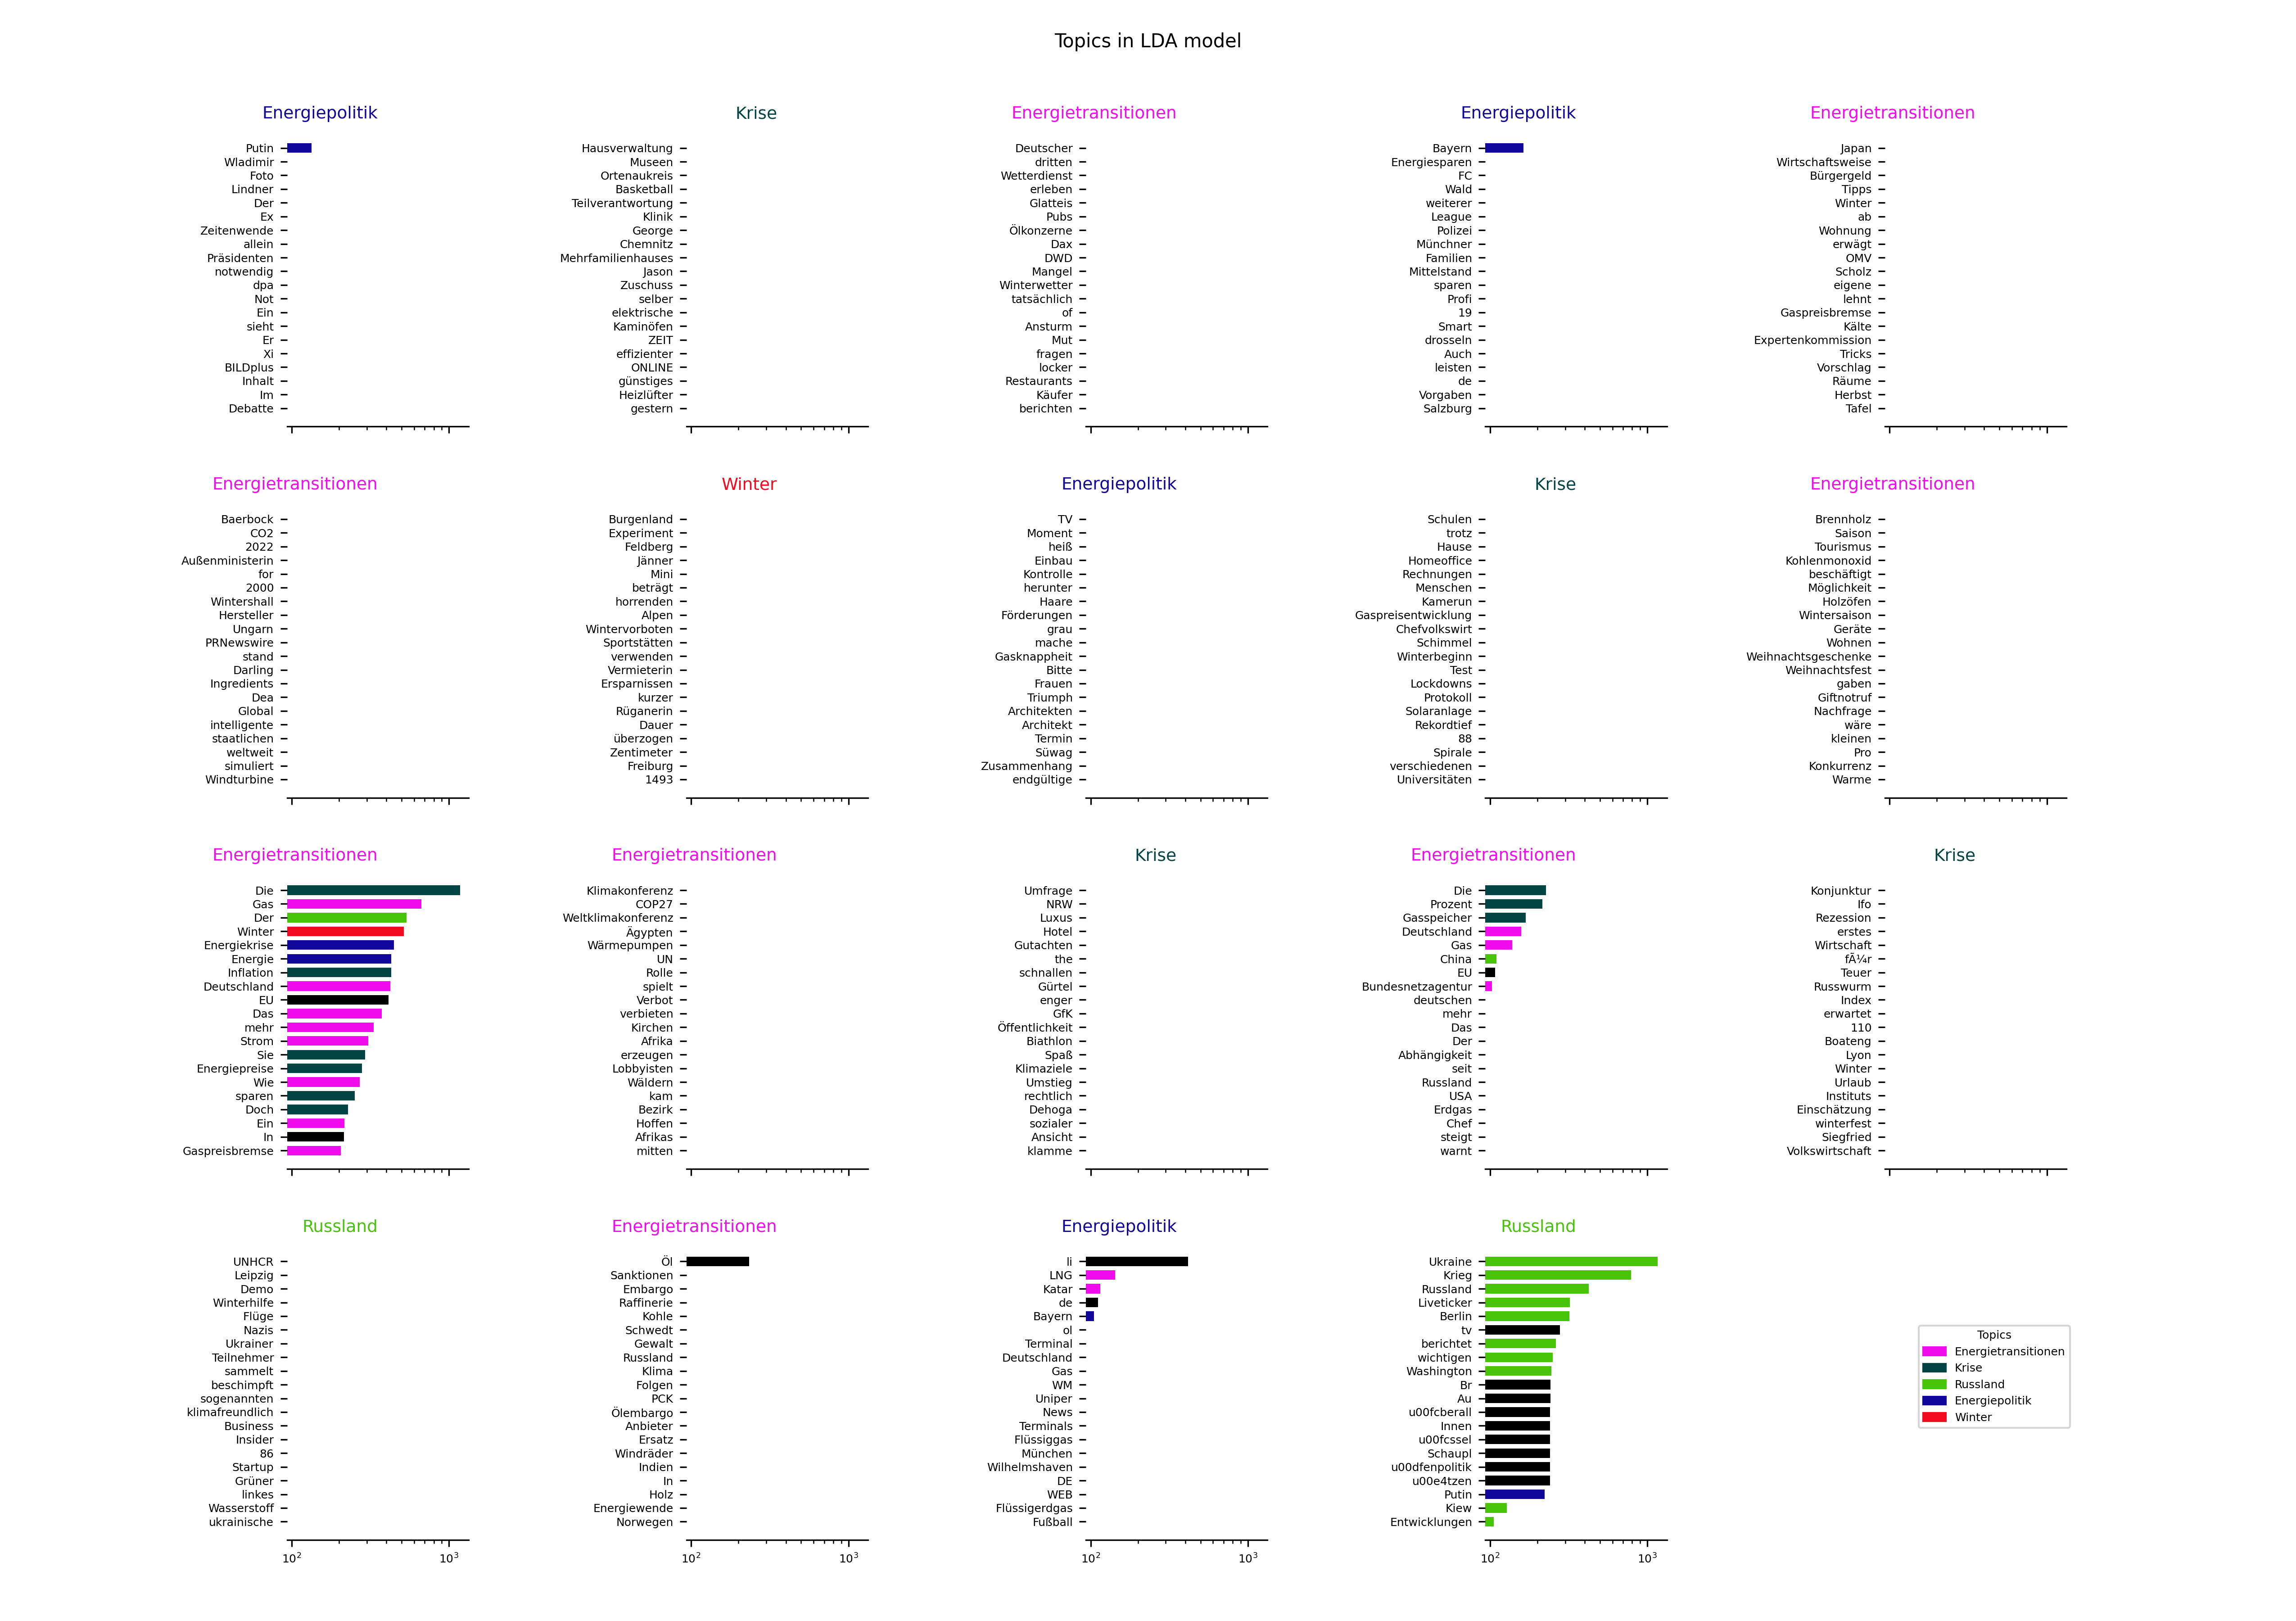 Topics in LDA model
Energiepolitik
Putin
Wladimir
Foto
Lindner
Der
Ex
Zeitenwende
allein
Präsidenten
notwendig
dpa
Not
Ein
sieht
Er
Xi
BILDplus
Inhalt
Im
Debatte
Krise
Hausverwaltung
Museen
Ortenaukreis
Basketball
Teilverantwortung
Klinik
George
Chemnitz
Mehrfamilienhauses
Jason
Zuschuss
selber
elektrische
Kaminöfen
ZEIT
effizienter
ONLINE
günstiges
Heizlüfter
gestern
Energietransitionen
Deutscher
dritten
Wetterdienst
erleben
Glatteis
Pubs
Ölkonzerne
Dax
DWD
Mangel
Winterwetter
tatsächlich
of
Ansturm
Mut
fragen
locker
Restaurants
Käufer
berichten
Energiepolitik
Bayern
Energiesparen
FC
Wald
weiterer
League
Polizei
Münchner
Familien
Mittelstand
sparen
Profi
19
Smart
drosseln
Auch
leisten
de
Vorgaben
Salzburg
Energietransitionen
Japan
Wirtschaftsweise
Bürgergeld
Tipps
Winter
ab
Wohnung
erwägt
OMV
Scholz
eigene
lehnt
Gaspreisbremse
Kälte
Expertenkommission
Tricks
Vorschlag
Räume
Herbst
Tafel
Energietransitionen
Baerbock
CO2
2022
Außenministerin
for
2000
Wintershall
Hersteller
Ungarn
PRNewswire
stand
Darling
Ingredients
Dea
Global
intelligente
staatlichen
weltweit
simuliert
Windturbine
Winter
Burgenland
Experiment
Feldberg
Jänner
Mini
beträgt
horrenden
Alpen
Wintervorboten
Sportstätten
verwenden
Vermieterin
Ersparnissen
kurzer
Rüganerin
Dauer
überzogen
Zentimeter
Freiburg
1493
Energiepolitik
TV
Moment
heiß
Einbau
Kontrolle
herunter
Haare
Förderungen
grau
mache
Gasknappheit
Bitte
Frauen
Triumph
Architekten
Architekt
Termin
Süwag
Zusammenhang
endgültige
Krise
Schulen
trotz
Hause
Homeoffice
Rechnungen
Menschen
Kamerun
Gaspreisentwicklung
Chefvolkswirt
Schimmel
Winterbeginn
Test
Lockdowns
Protokoll
Solaranlage
Rekordtief
88
Spirale
verschiedenen
Universitäten
Energietransitionen
Brennholz
Saison
Tourismus
Kohlenmonoxid
beschäftigt
Möglichkeit
Holzöfen
Wintersaison
Geräte
Wohnen
Weihnachtsgeschenke
Weihnachtsfest
gaben
Giftnotruf
Nachfrage
wäre
kleinen
Pro
Konkurrenz
Warme
Energietransitionen
Die
Gas
Der
Winter
Energiekrise
Energie
Inflation
Deutschland
EU
Das
mehr
Strom
Sie
Energiepreise
Wie
sparen
Doch
Ein
In
Gaspreisbremse
Energietransitionen
Klimakonferenz
COP27
Weltklimakonferenz
Ägypten
Wärmepumpen
UN
Rolle
spielt
Verbot
verbieten
Kirchen
Afrika
erzeugen
Lobbyisten
Wäldern
kam
Bezirk
Hoffen
Afrikas
mitten
Krise
Umfrage
NRW
Luxus
Hotel
Gutachten
the
schnallen
Gürtel
enger
GfK
Öffentlichkeit
Biathlon
Spaß
Klimaziele
Umstieg
rechtlich
Dehoga
sozialer
Ansicht
klamme
Energietransitionen
Die
Prozent
Gasspeicher
Deutschland
Gas
China
EU
Bundesnetzagentur
deutschen
mehr
Das
Der
Abhängigkeit
seit
Russland
USA
Erdgas
Chef
steigt
warnt
Krise
Konjunktur
Ifo
Rezession
erstes
Wirtschaft
fÃ¼r
Teuer
Russwurm
Index
erwartet
110
Boateng
Lyon
Winter
Urlaub
Instituts
Einschätzung
winterfest
Siegfried
Volkswirtschaft
Russland
UNHCR
Leipzig
Demo
Winterhilfe
Flüge
Nazis
Ukrainer
Teilnehmer
sammelt
beschimpft
sogenannten
klimafreundlich
Business
Insider
86
Startup
Grüner
linkes
Wasserstoff
ukrainische
10²
10³
Energietransitionen
Öl
Sanktionen
Embargo
Raffinerie
Kohle
Schwedt
Gewalt
Russland
Klima
Folgen
PCK
Ölembargo
Anbieter
Ersatz
Windräder
Indien
In
Holz
Energiewende
Norwegen
10²
10³
Energiepolitik
li
LNG
Katar
de
Bayern
ol
Terminal
Deutschland
Gas
WM
Uniper
News
Terminals
Flüssiggas
München
Wilhelmshaven
DE
WEB
Flüssigerdgas
Fußball
10²
10³
Russland
Ukraine
Krieg
Russland
Liveticker
Berlin
tv
berichtet
wichtigen
Washington
Br
Au
u00fcberall
Innen
u00fcssel
Schaupl
u00dfenpolitik
u00e4tzen
Putin
Kiew
Entwicklungen
10²
10³
Topics
Energietransitionen
Krise
Russland
Energiepolitik
Winter